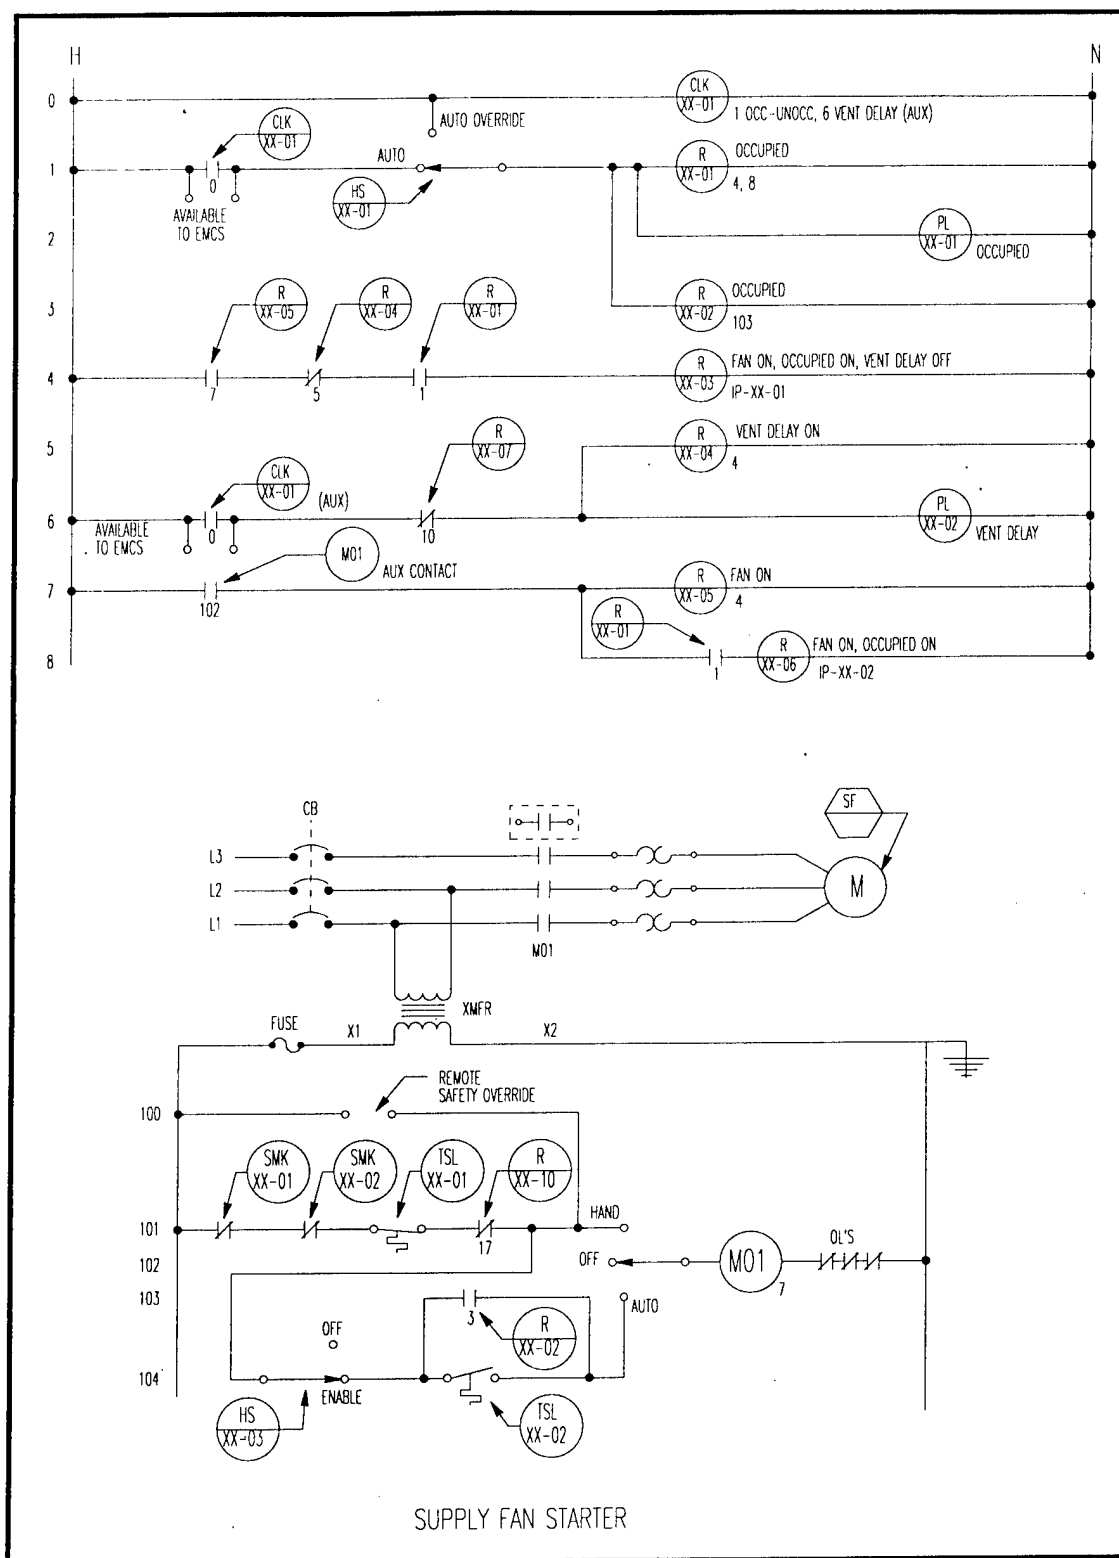 H
N
0
CLK
XX-01
1 OCC-UNOCC, 6 VENT DELAY (AUX)
AUTO OVERRIDE
CLK
XX-01
AUTO
1
0
R
XX-01
OCCUPIED
4, 8
HS
XX-01
AVAILABLE
TO EMCS
2
PL
XX-01
OCCUPIED
3
R
XX-05
R
XX-04
R
XX-01
R
XX-02
OCCUPIED
103
4
7
5
1
R
XX-03
FAN ON, OCCUPIED ON, VENT DELAY OFF
IP-XX-01
5
R
XX-07
R
XX-04
VENT DELAY ON
4
CLK
XX-01
(AUX)
6
0
10
PL
XX-02
VENT DELAY
AVAILABLE
TO EMCS
M01
AUX CONTACT
7
102
R
XX-05
FAN ON
4
R
XX-01
8
1
R
XX-06
FAN ON, OCCUPIED ON
IP-XX-02
CB
SF
L3
L2
L1
M
M01
XMFR
FUSE
X1
X2
REMOTE
SAFETY OVERRIDE
100
SMK
XX-01
SMK
XX-02
TSL
XX-01
R
XX-10
HAND
101
17
102
OFF
M01
7
OL'S
103
3
AUTO
R
XX-02
OFF
104
ENABLE
HS
XX-03
TSL
XX-02
SUPPLY FAN STARTER